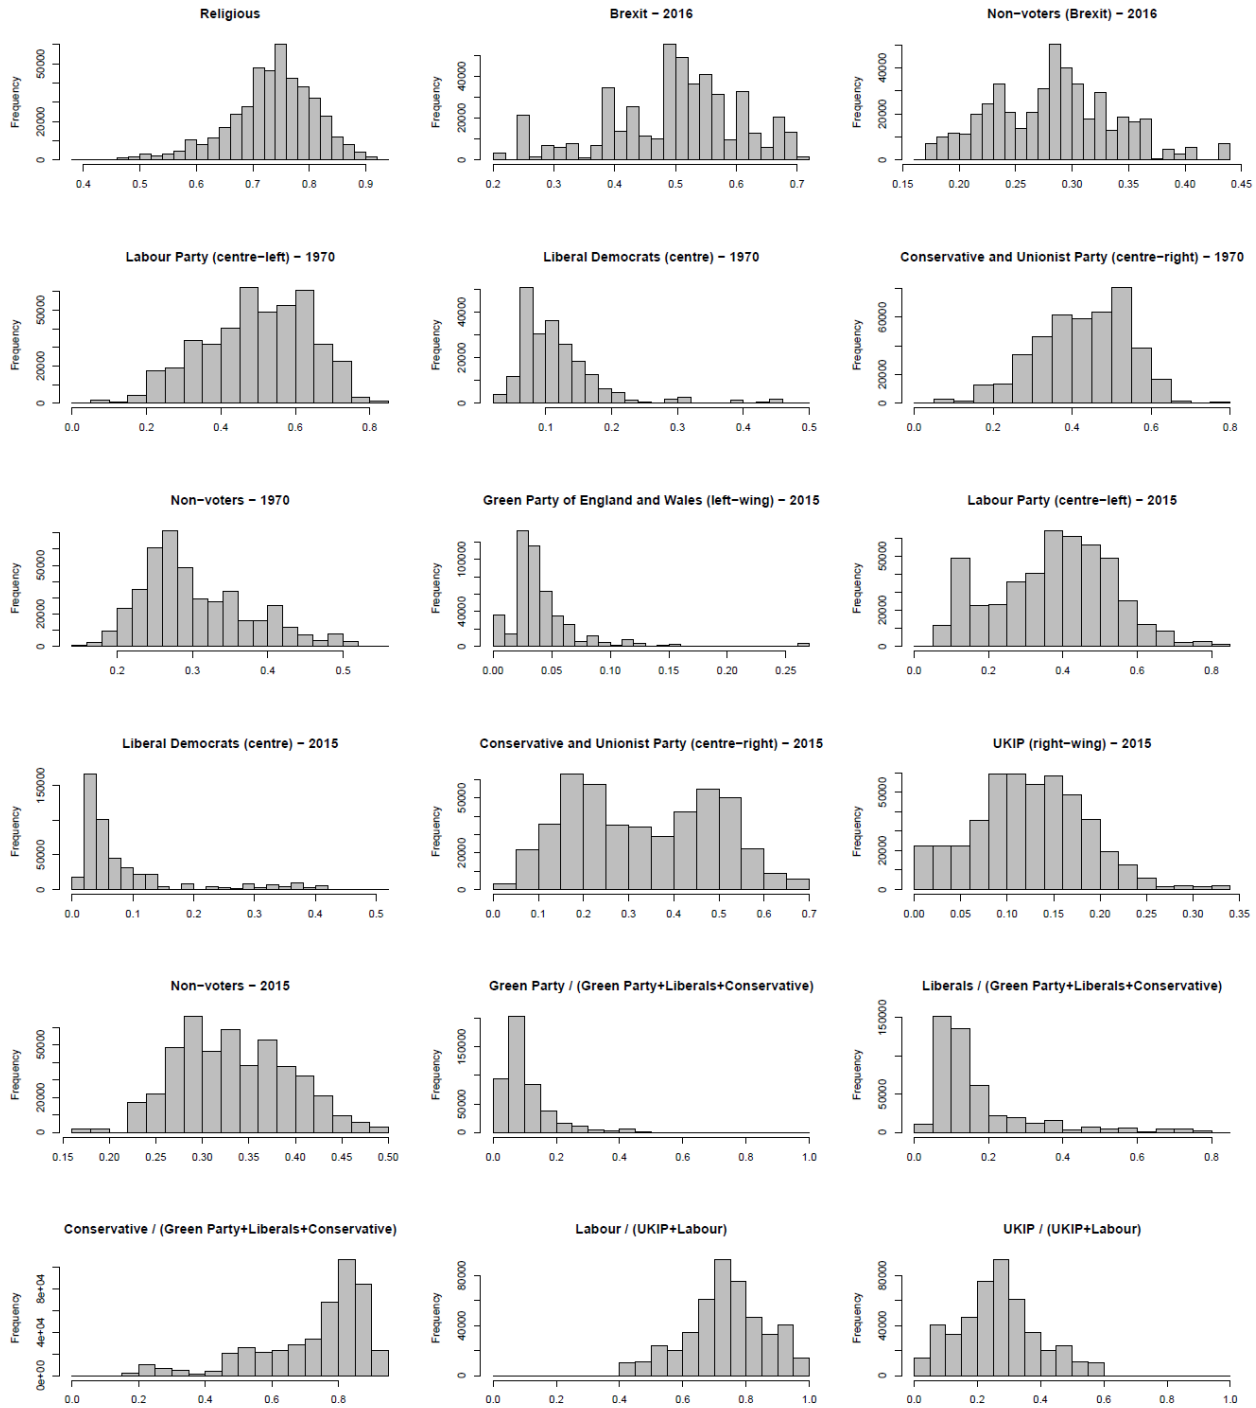 Religious
Brexit − 2016
Non−voters (Brexit) − 2016
Frequency
0 20000 50000
0.4 0.5 0.6 0.7 0.8 0.9
Frequency
0 20000 40000
0.2 0.3 0.4 0.5 0.6 0.7
Frequency
0 20000 40000
0.15 0.20 0.25 0.30 0.35 0.40 0.45
Labour Party (centre−left) − 1970
Liberal Democrats (centre) − 1970
Conservative and Unionist Party (centre−right) − 1970
Frequency
0 20000 50000
0.0 0.2 0.4 0.6 0.8
Frequency
0 20000 40000
0.1 0.2 0.3 0.4 0.5
Frequency
0 20000 60000
0.0 0.2 0.4 0.6 0.8
Non−voters − 1970
Green Party of England and Wales (left−wing) − 2015
Labour Party (centre−left) − 2015
Frequency
0 20000 50000
0.2 0.3 0.4 0.5
Frequency
0 40000 100000
0.00 0.05 0.10 0.15 0.20 0.25
Frequency
0 20000 50000
0.0 0.2 0.4 0.6 0.8
Liberal Democrats (centre) − 2015
Conservative and Unionist Party (centre−right) − 2015
UKIP (right−wing) − 2015
Frequency
0 50000 150000
0.0 0.1 0.2 0.3 0.4 0.5
Frequency
0 20000 50000
0.0 0.1 0.2 0.3 0.4 0.5 0.6 0.7
Frequency
0 20000 50000
0.00 0.05 0.10 0.15 0.20 0.25 0.30 0.35
Non−voters − 2015
Green Party / (Green Party+Liberals+Conservative)
Liberals / (Green Party+Liberals+Conservative)
Frequency
0 20000 50000
0.15 0.20 0.25 0.30 0.35 0.40 0.45 0.50
Frequency
0 50000 150000
0.0 0.2 0.4 0.6 0.8 1.0
Frequency
0 50000 150000
0.0 0.2 0.4 0.6 0.8
Conservative / (Green Party+Liberals+Conservative)
Labour / (UKIP+Labour)
UKIP / (UKIP+Labour)
Frequency
0e+00 4e+04 8e+04
0.0 0.2 0.4 0.6 0.8
Frequency
0 40000 80000
0.0 0.2 0.4 0.6 0.8 1.0
Frequency
0 40000 80000
0.0 0.2 0.4 0.6 0.8 1.0